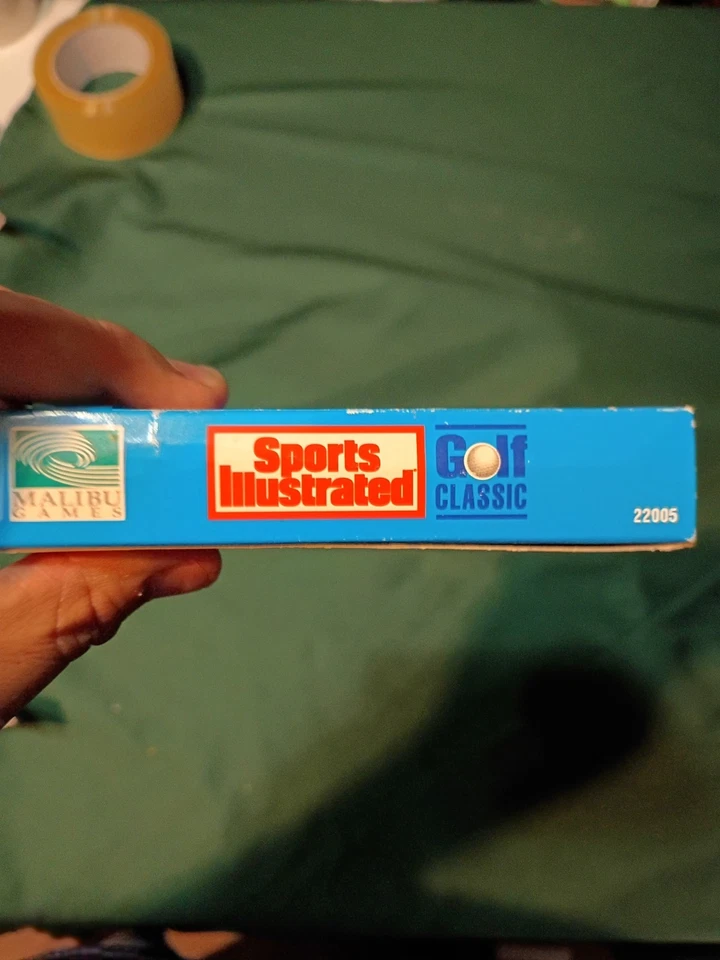 MALIBU
GAMES
Sports
Illustrated
Golf
CLASSIC
22005